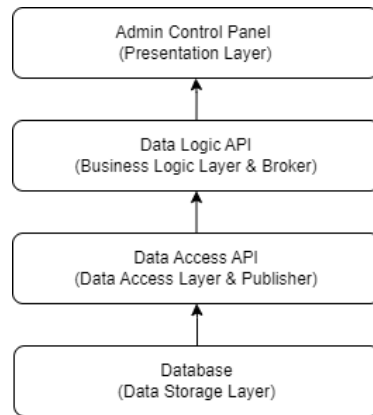 Admin Control Panel
(Presentation Layer)
Data Logic API
(Business Logic Layer & Broker)
Data Access API
(Data Access Layer & Publisher)
Database
(Data Storage Layer)